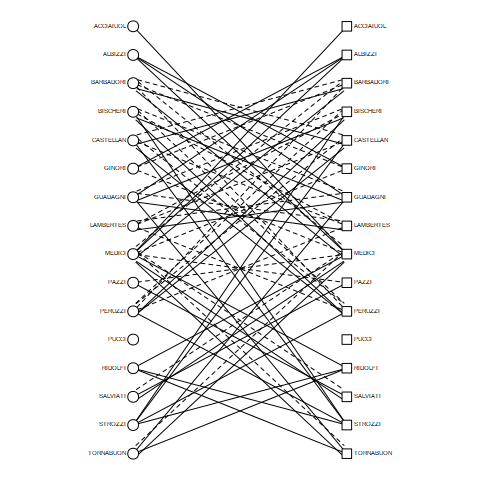 ACCIAIUOL ACCIAIUOL
ALBIZZI ALBIZZI
BARBADORI BARBADORI
BISCHERI BISCHERI
CASTELLAN CASTELLAN
GINORI GINORI
GUADAGNI GUADAGNI
LAMBERTES LAMBERTES
MEDICI MEDICI
PAZZI PAZZI
PERUZZI PERUZZI
PUCCI PUCCI
RIDOLFI RIDOLFI
SALVIATI SALVIATI
STROZZI STROZZI
TORNABUON TORNABUON